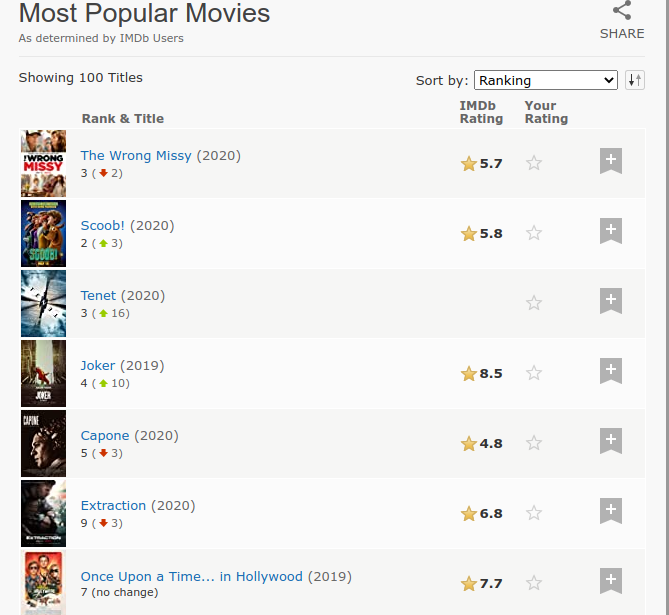 Most Popular Movies
As determined by IMDb Users
SHARE
Showing 100 Titles
Sort by: Ranking
Rank & Title
IMDb Rating
Your Rating
THE WRONG MISSY
The Wrong Missy (2020)
3 ( 2)
5.7
SCOOB!
Scoob! (2020)
2 ( 3)
5.8
TENET
Tenet (2020)
3 ( 16)
JOKER
Joker (2019)
4 ( 10)
8.5
CAPONE
Capone (2020)
5 ( 3)
4.8
EXTRACTION
Extraction (2020)
9 ( 3)
6.8
Once Upon a Time... in Hollywood (2019)
7 (no change)
7.7